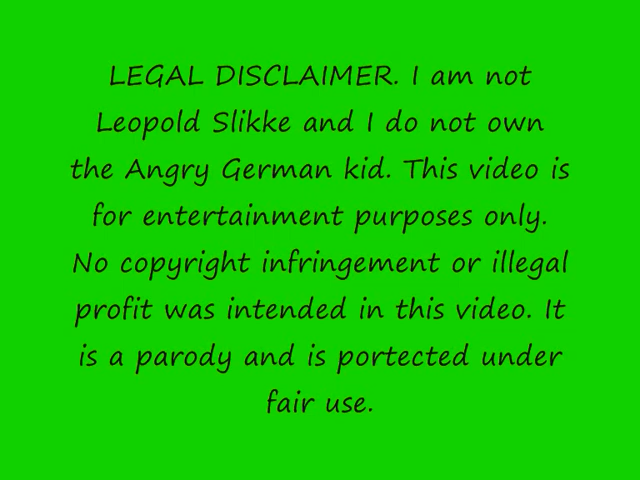 LEGAL DISCLAIMER. I am not
Leopold Slikke and I do not own
the Angry German kid. This video is
for entertainment purposes only.
No copyright infringement or illegal
profit was intended in this video. It
is a parody and is portected under
fair use.